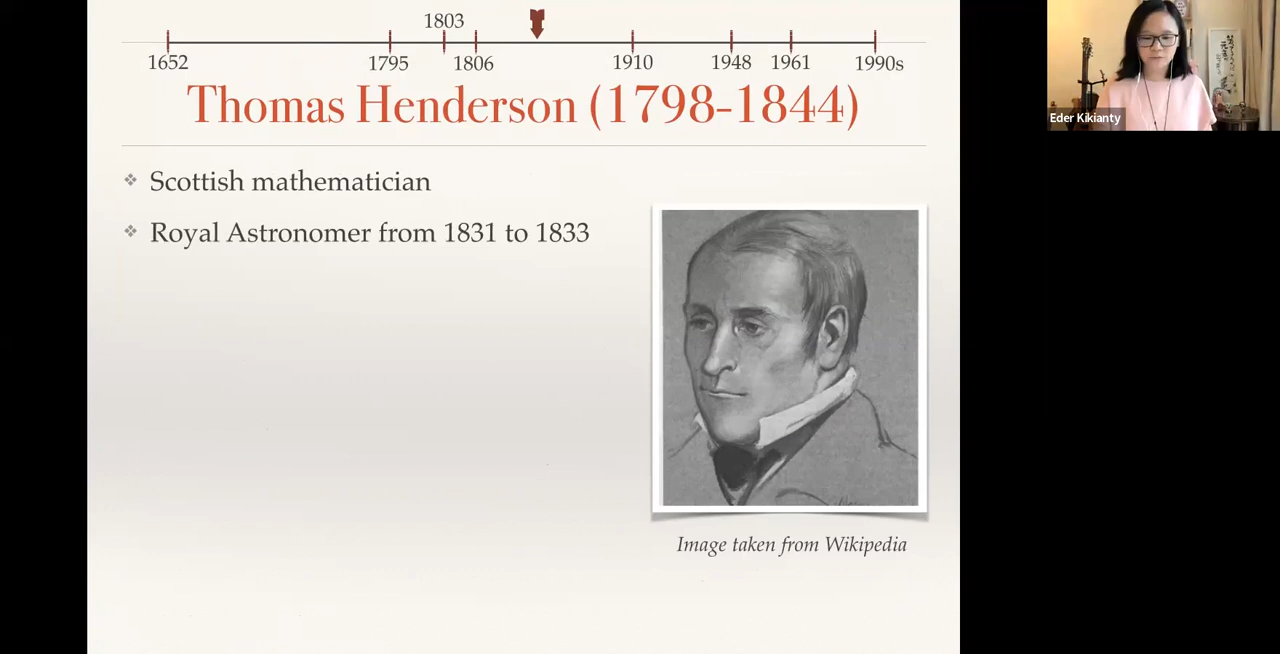 1803
1652 1795 1806 1910 1948 1961 1990s
Thomas Henderson (1798-1844)
❖ Scottish mathematician
❖ Royal Astronomer from 1831 to 1833
Image taken from Wikipedia
Eder Kikianty